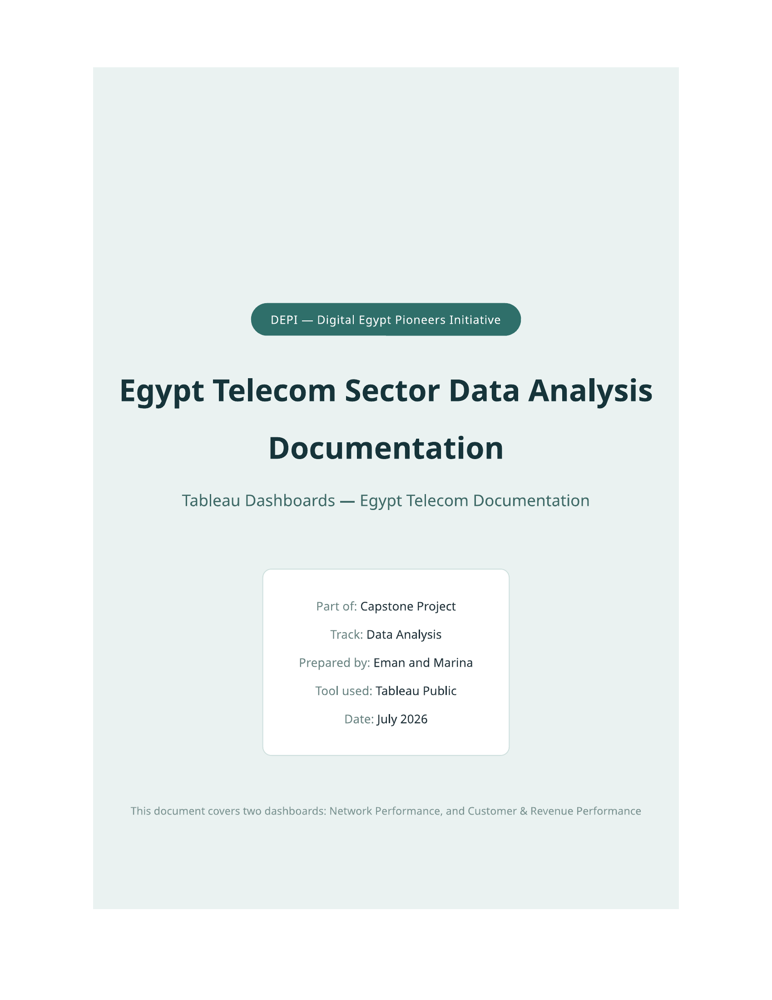 DEPI — Digital Egypt Pioneers Initiative
Egypt Telecom Sector Data Analysis
Documentation
Tableau Dashboards — Egypt Telecom Documentation
Part of: Capstone Project
Track: Data Analysis
Prepared by: Eman and Marina
Tool used: Tableau Public
Date: July 2026
This document covers two dashboards: Network Performance, and Customer & Revenue Performance